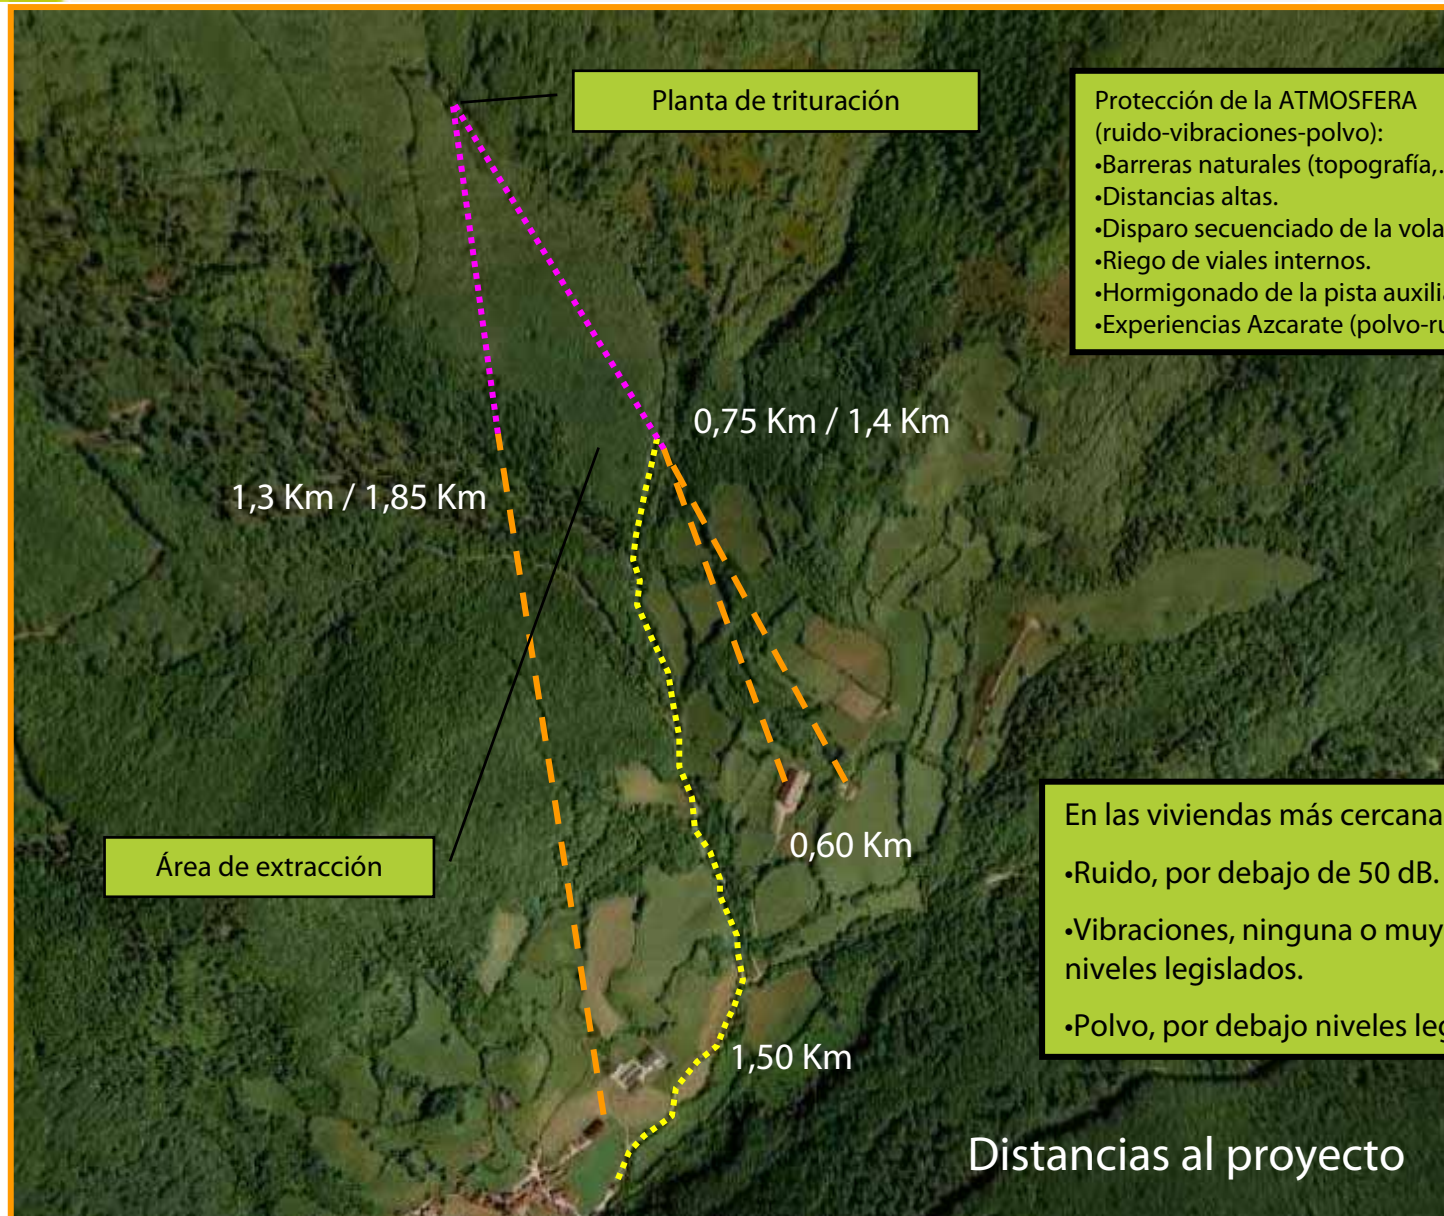 Planta de trituración
Protección de la ATMOSFERA
(ruido-vibraciones-polvo):
•Barreras naturales (topografía,.
•Distancias altas.
•Disparo secuenciado de la vola
•Riego de viales internos.
•Hormigonado de la pista auxilia
•Experiencias Azcarate (polvo-ru
0,75 Km / 1,4 Km
1,3 Km / 1,85 Km
0,60 Km
Área de extracción
En las viviendas más cercana
•Ruido, por debajo de 50 dB.
•Vibraciones, ninguna o muy
niveles legislados.
•Polvo, por debajo niveles leg
1,50 Km
Distancias al proyecto